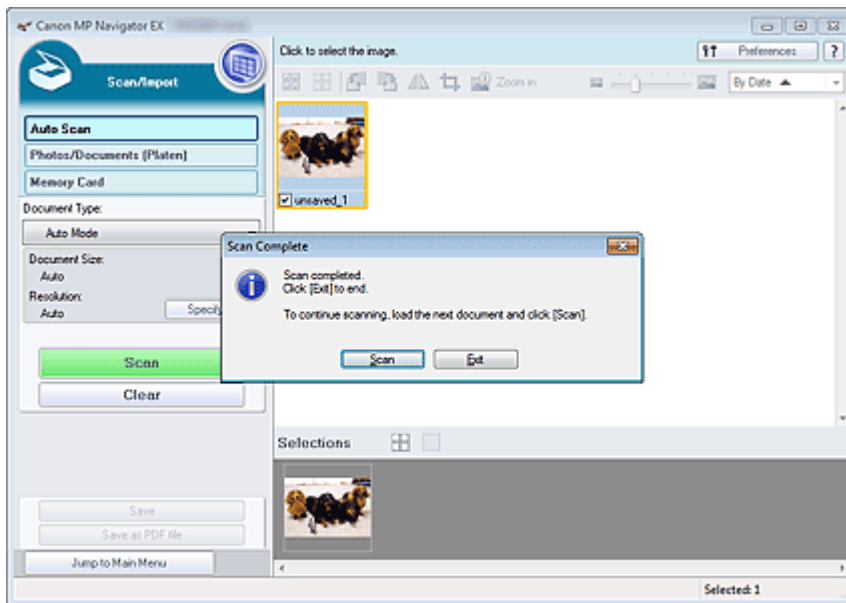 Canon MP Navigator EX
Scan/Import
Click to select the image.
Preferences
?
Zoom in
By Date
Auto Scan
Photos/Documents (Platen)
Memory Card
Document Type:
Auto Mode
Document Size:
Auto
Resolution:
Auto
Specify
Scan
Clear
unsaved_1
Scan Complete
Scan completed.
Click [Exit] to end.
To continue scanning, load the next document and click [Scan].
Scan
Exit
Selections
Save
Save as PDF file
Jump to Main Menu
Selected: 1